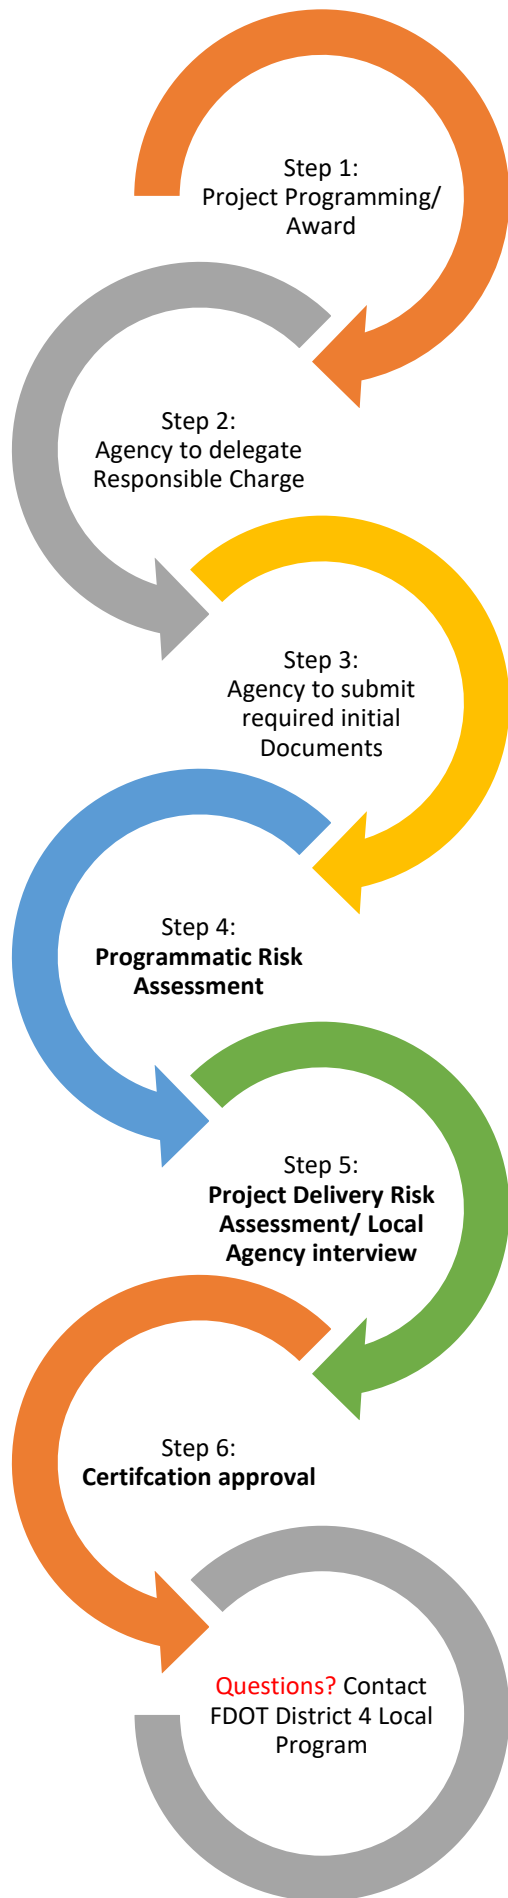 Step 1:
Project Programming/
Award
Step 2:
Agency to delegate
Responsible Charge
Step 3:
Agency to submit
required initial
Documents
Step 4:
Programmatic Risk
Assessment
Step 5:
Project Delivery Risk
Assessment/ Local
Agency interview
Step 6:
Certifcation approval
Questions? Contact
FDOT District 4 Local
Program